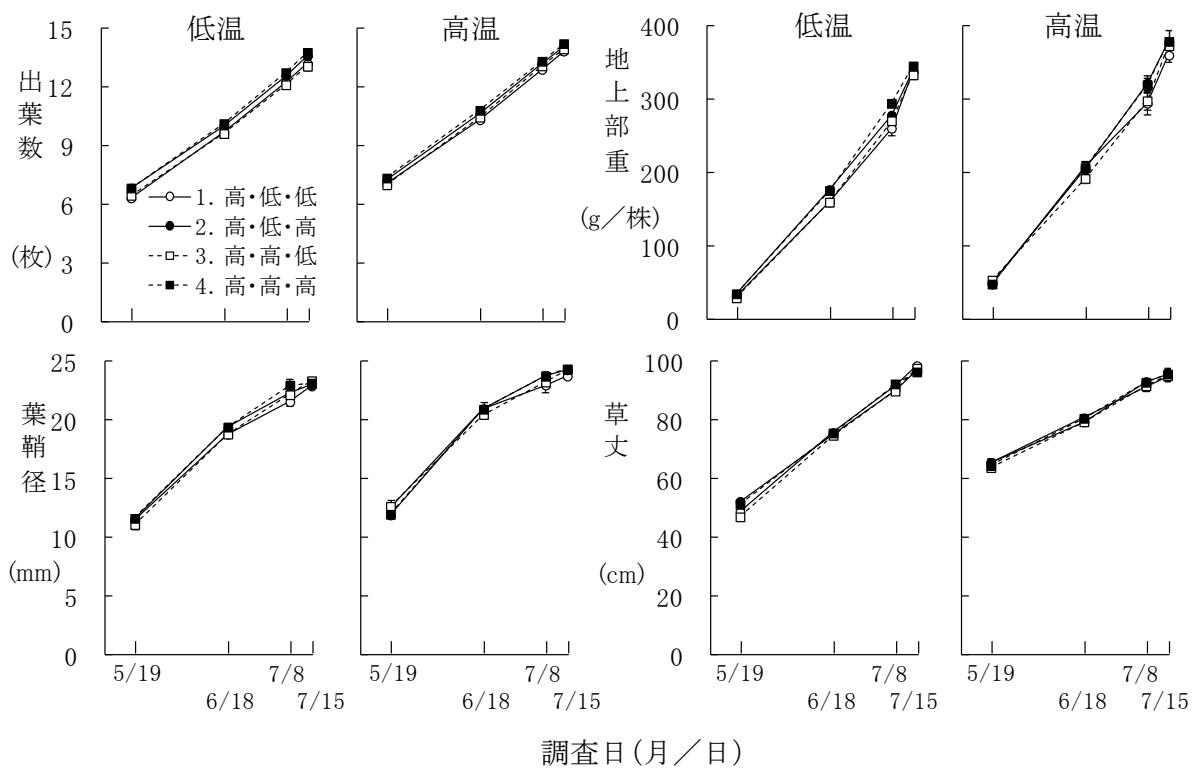 低温
高温
出葉数
(枚)
15
12
9
6
3
0
1. 高・低・低
2. 高・低・高
3. 高・高・低
4. 高・高・高
低温
高温
地上部重
(g/株)
400
300
200
100
0
葉鞘径
(mm)
25
20
15
10
5
0
5/19
6/18
7/8
7/15
5/19
6/18
7/8
7/15
草丈
(cm)
100
80
60
40
20
0
5/19
6/18
7/8
7/15
5/19
6/18
7/8
7/15
調査日(月/日)